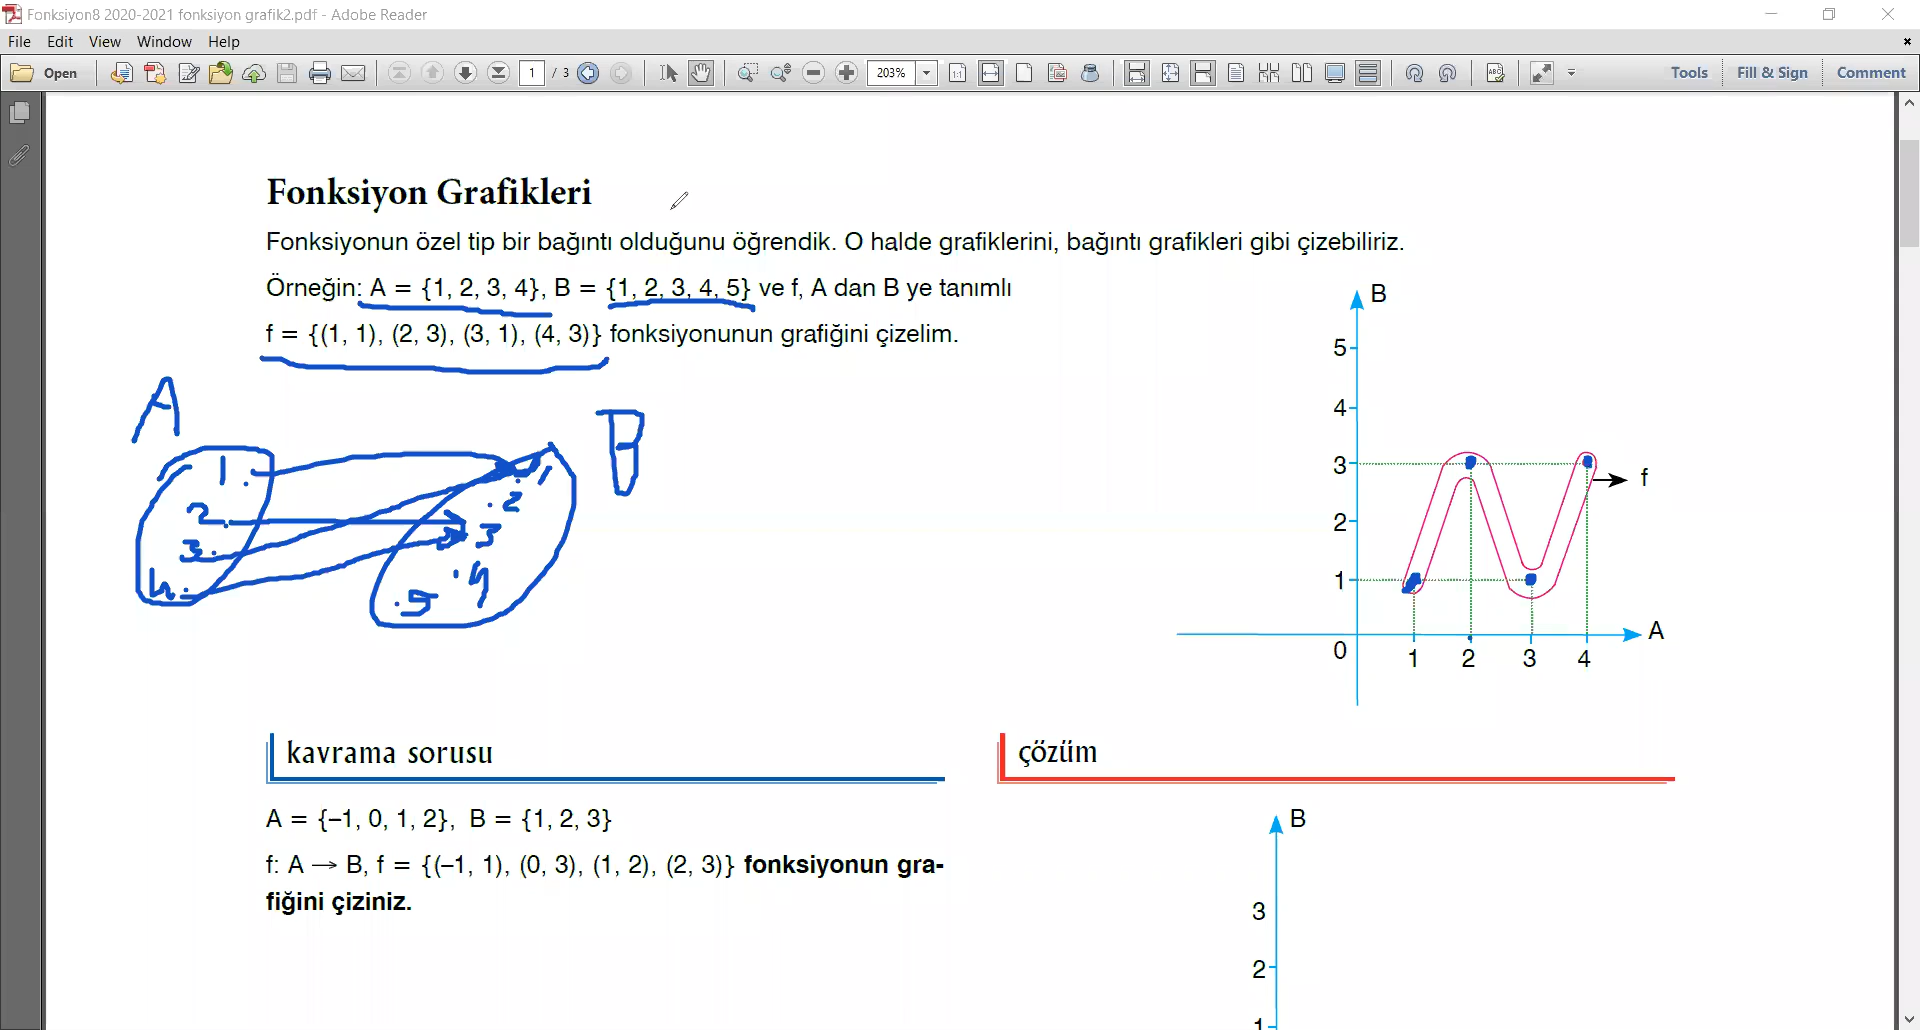 Fonksiyon8 2020-2021 fonksiyon grafik2.pdf - Adobe Reader
File Edit View Window Help
Open 1 / 3 203% Tools Fill & Sign Comment
Fonksiyon Grafikleri
Fonksiyonun özel tip bir bağıntı olduğunu öğrendik. O halde grafiklerini, bağıntı grafikleri gibi çizebiliriz.
Örneğin: A = {1, 2, 3, 4}, B = {1, 2, 3, 4, 5} ve f, A dan B ye tanımlı
f = {(1, 1), (2, 3), (3, 1), (4, 3)} fonksiyonunun grafiğini çizelim.
A B
1 1
2 2
3 3
4 4
5
B
5
4
3
f
2
1
A
0 1 2 3 4
kavrama sorusu
A = {–1, 0, 1, 2}, B = {1, 2, 3}
f: A → B, f = {(–1, 1), (0, 3), (1, 2), (2, 3)} fonksiyonun gra-
fiğini çiziniz.
çözüm
B
3
2
1